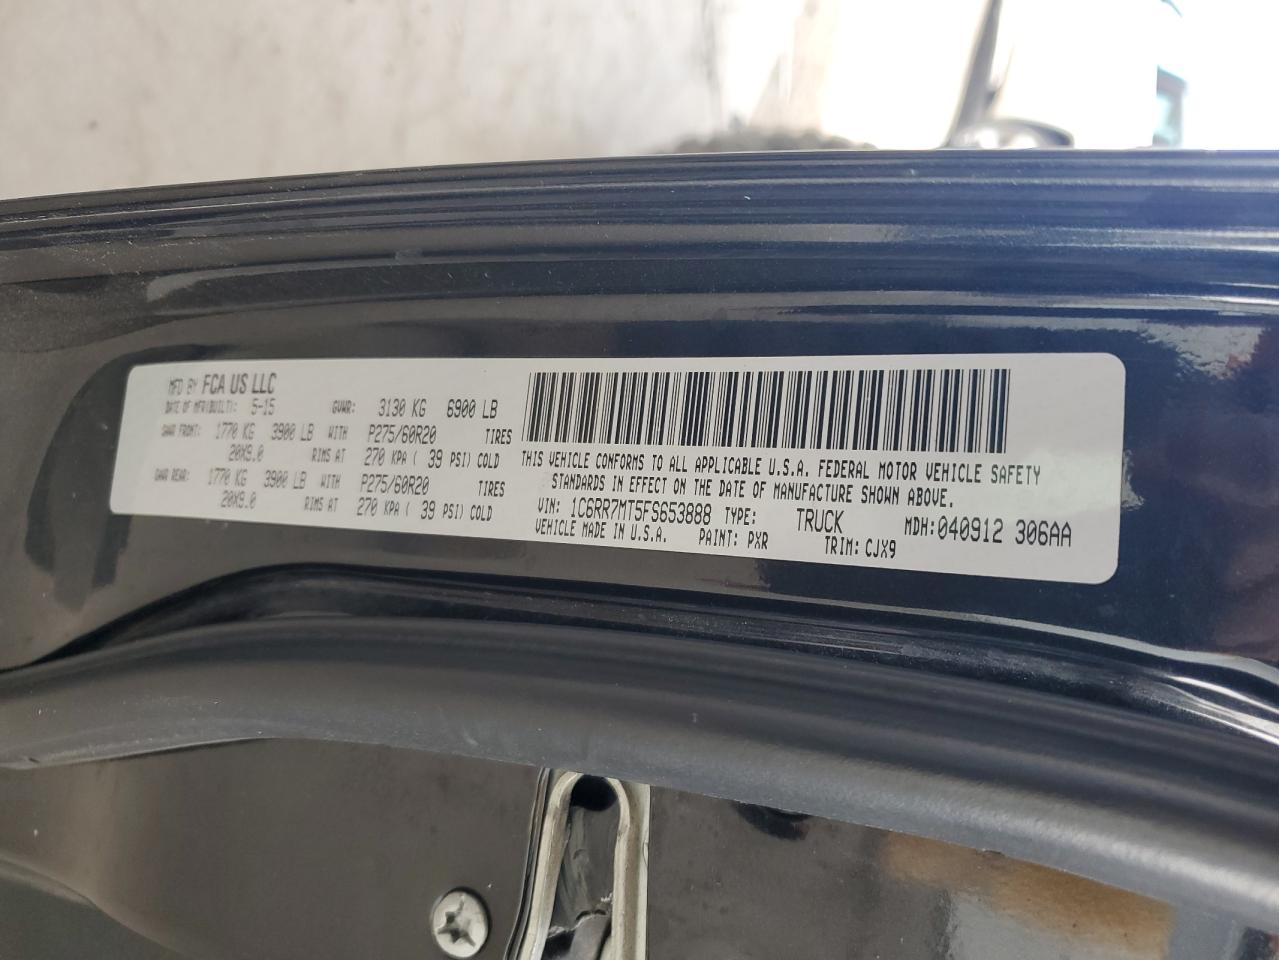 MFD BY FCA US LLC
DATE OF MFR(BUILT): 5-15 GVWR: 3130 KG 6900 LB
GAWR FRONT: 1770 KG 3900 LB WITH P275/60R20 TIRES
20X9.0 RIMS AT 270 KPA ( 39 PSI) COLD
GAWR REAR: 1770 KG 3900 LB WITH P275/60R20 TIRES
20X9.0 RIMS AT 270 KPA ( 39 PSI) COLD
THIS VEHICLE CONFORMS TO ALL APPLICABLE U.S.A. FEDERAL MOTOR VEHICLE SAFETY
STANDARDS IN EFFECT ON THE DATE OF MANUFACTURE SHOWN ABOVE.
VIN: 1C6RR7MT5FS653888 TYPE: TRUCK MDH:040912 306AA
VEHICLE MADE IN U.S.A. PAINT: PXR TRIM: CJX9